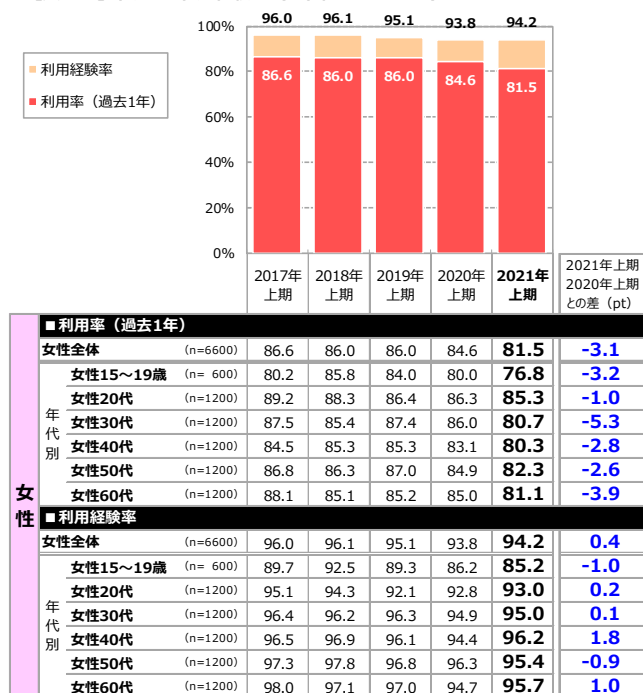 96.0 96.1 95.1 93.8 94.2
100%
利用経験率
利用率（過去1年）
80%
86.6 86.0 86.0 84.6 81.5
60%
40%
20%
0%
2017年上期 2018年上期 2019年上期 2020年上期 2021年上期 2021年上期 2020年上期 との差（pt）
女性
■利用率（過去1年）
女性全体 (n=6600) 86.6 86.0 86.0 84.6 81.5 -3.1
年代別
女性15～19歳 (n= 600) 80.2 85.8 84.0 80.0 76.8 -3.2
女性20代 (n=1200) 89.2 88.3 86.4 86.3 85.3 -1.0
女性30代 (n=1200) 87.5 85.4 87.4 86.0 80.7 -5.3
女性40代 (n=1200) 84.5 85.3 85.3 83.1 80.3 -2.8
女性50代 (n=1200) 86.8 86.3 87.0 84.9 82.3 -2.6
女性60代 (n=1200) 88.1 85.1 85.2 85.0 81.1 -3.9
■利用経験率
女性全体 (n=6600) 96.0 96.1 95.1 93.8 94.2 0.4
年代別
女性15～19歳 (n= 600) 89.7 92.5 89.3 86.2 85.2 -1.0
女性20代 (n=1200) 95.1 94.3 92.1 92.8 93.0 0.2
女性30代 (n=1200) 96.4 96.2 96.3 94.9 95.0 0.1
女性40代 (n=1200) 96.5 96.9 96.1 94.4 96.2 1.8
女性50代 (n=1200) 97.3 97.8 96.8 96.3 95.4 -0.9
女性60代 (n=1200) 98.0 97.1 97.0 94.7 95.7 1.0